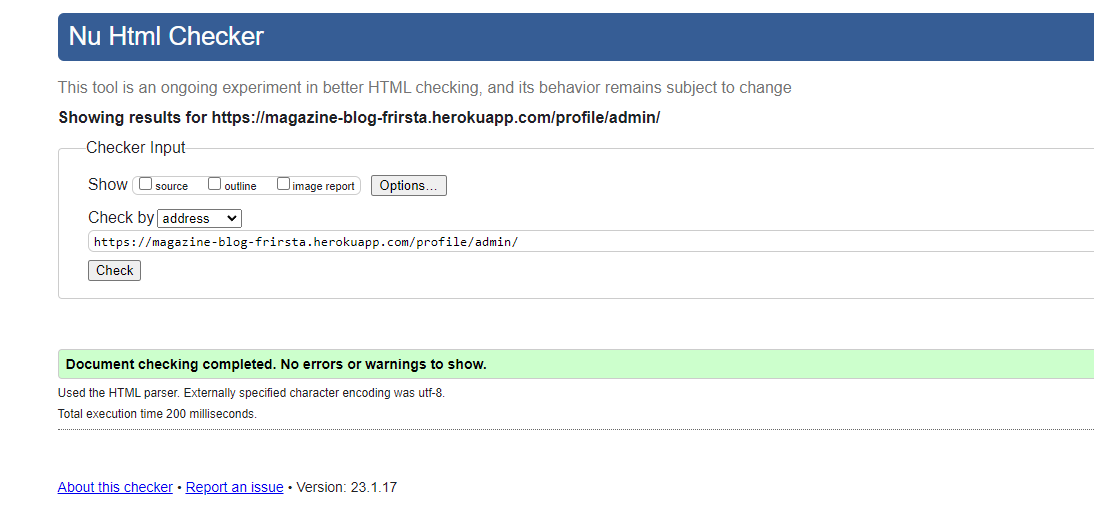 Nu Html Checker
This tool is an ongoing experiment in better HTML checking, and its behavior remains subject to change
Showing results for https://magazine-blog-frirsta.herokuapp.com/profile/admin/
Checker Input
Show source outline image report Options...
Check by address
https://magazine-blog-frirsta.herokuapp.com/profile/admin/
Check
Document checking completed. No errors or warnings to show.
Used the HTML parser. Externally specified character encoding was utf-8.
Total execution time 200 milliseconds.
About this checker • Report an issue • Version: 23.1.17